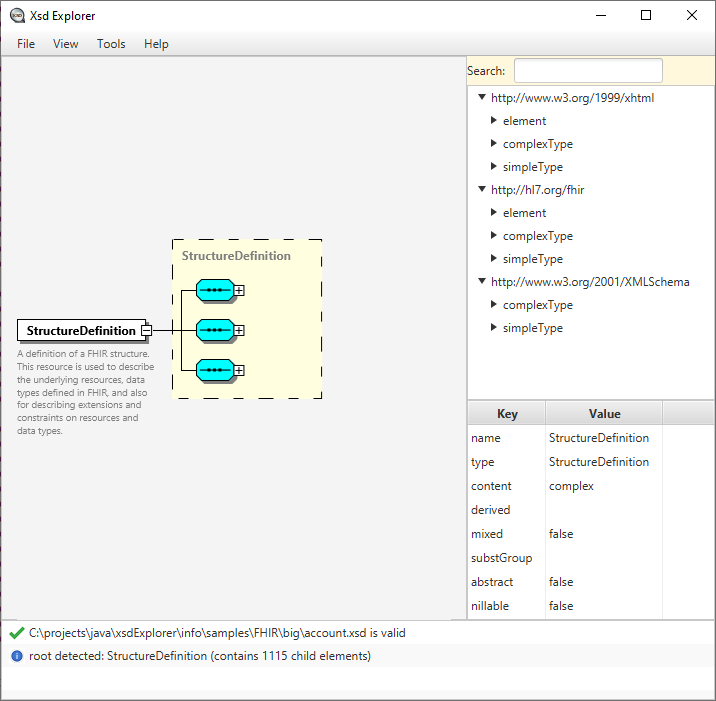 Xsd Explorer
File View Tools Help
Search:
http://www.w3.org/1999/xhtml
element
complexType
simpleType
http://hl7.org/fhir
element
complexType
simpleType
http://www.w3.org/2001/XMLSchema
complexType
simpleType
StructureDefinition
StructureDefinition
A definition of a FHIR structure.
This resource is used to describe
the underlying resources, data
types defined in FHIR, and also
for describing extensions and
constraints on resources and
data types.
Key Value
name StructureDefinition
type StructureDefinition
content complex
derived
mixed false
substGroup
abstract false
nillable false
C:\projects\java\xsdExplorer\info\samples\FHIR\big\account.xsd is valid
root detected: StructureDefinition (contains 1115 child elements)